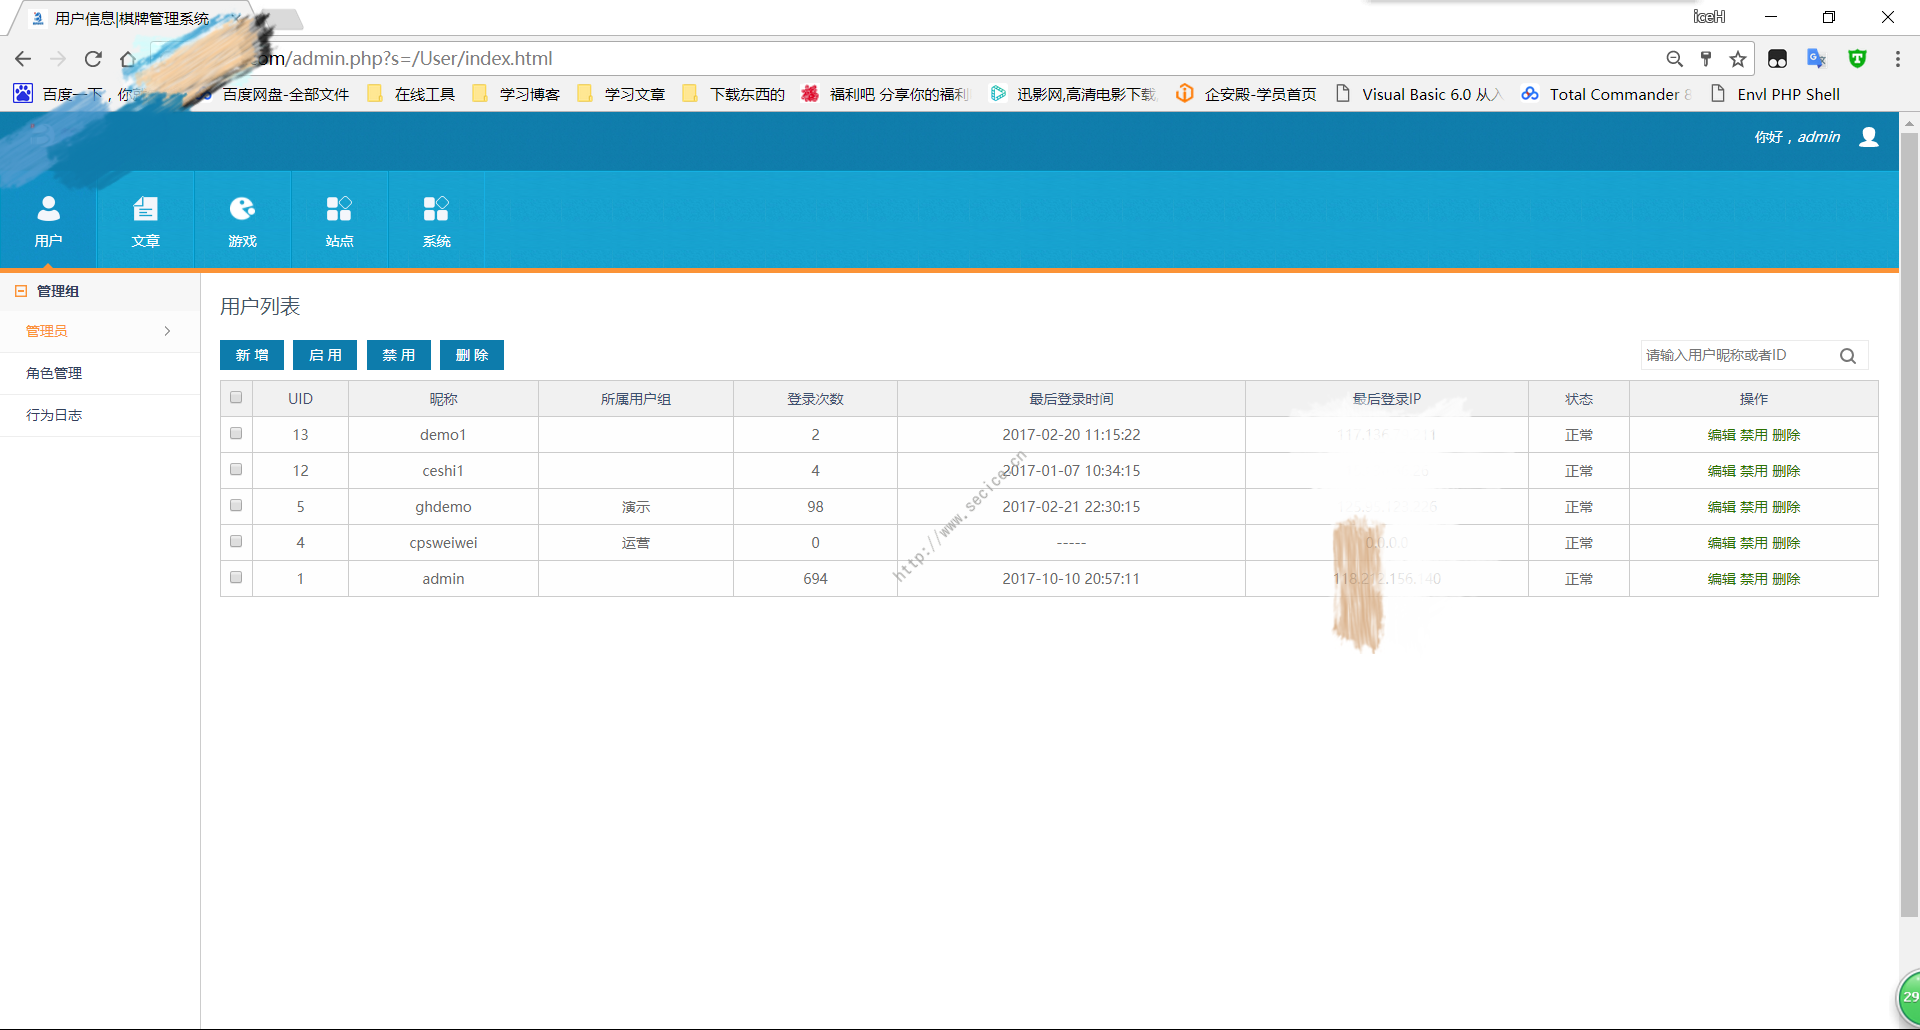 用户信息|棋牌管理系统
iceH
om/admin.php?s=/User/index.html
百度一下，你
百度网盘-全部文件
在线工具
学习博客
学习文章
下载东西的
福利吧 分享你的福利
迅影网,高清电影下载
企安殿-学员首页
Visual Basic 6.0 从入
Total Commander 8
Envl PHP Shell
你好，admin
用户
文章
游戏
站点
系统
管理组
管理员
角色管理
行为日志
用户列表
新 增 启 用 禁 用 删 除
请输入用户昵称或者ID
UID 昵称 所属用户组 登录次数 最后登录时间 最后登录IP 状态 操作
13 demo1 2 2017-02-20 11:15:22 正常 编辑 禁用 删除
12 ceshi1 4 2017-01-07 10:34:15 正常 编辑 禁用 删除
5 ghdemo 演示 98 2017-02-21 22:30:15 正常 编辑 禁用 删除
4 cpsweiwei 运营 0 ----- 0.0.0.0 正常 编辑 禁用 删除
1 admin 694 2017-10-10 20:57:11 118.212.156.140 正常 编辑 禁用 删除
http://www.secice.cn
29